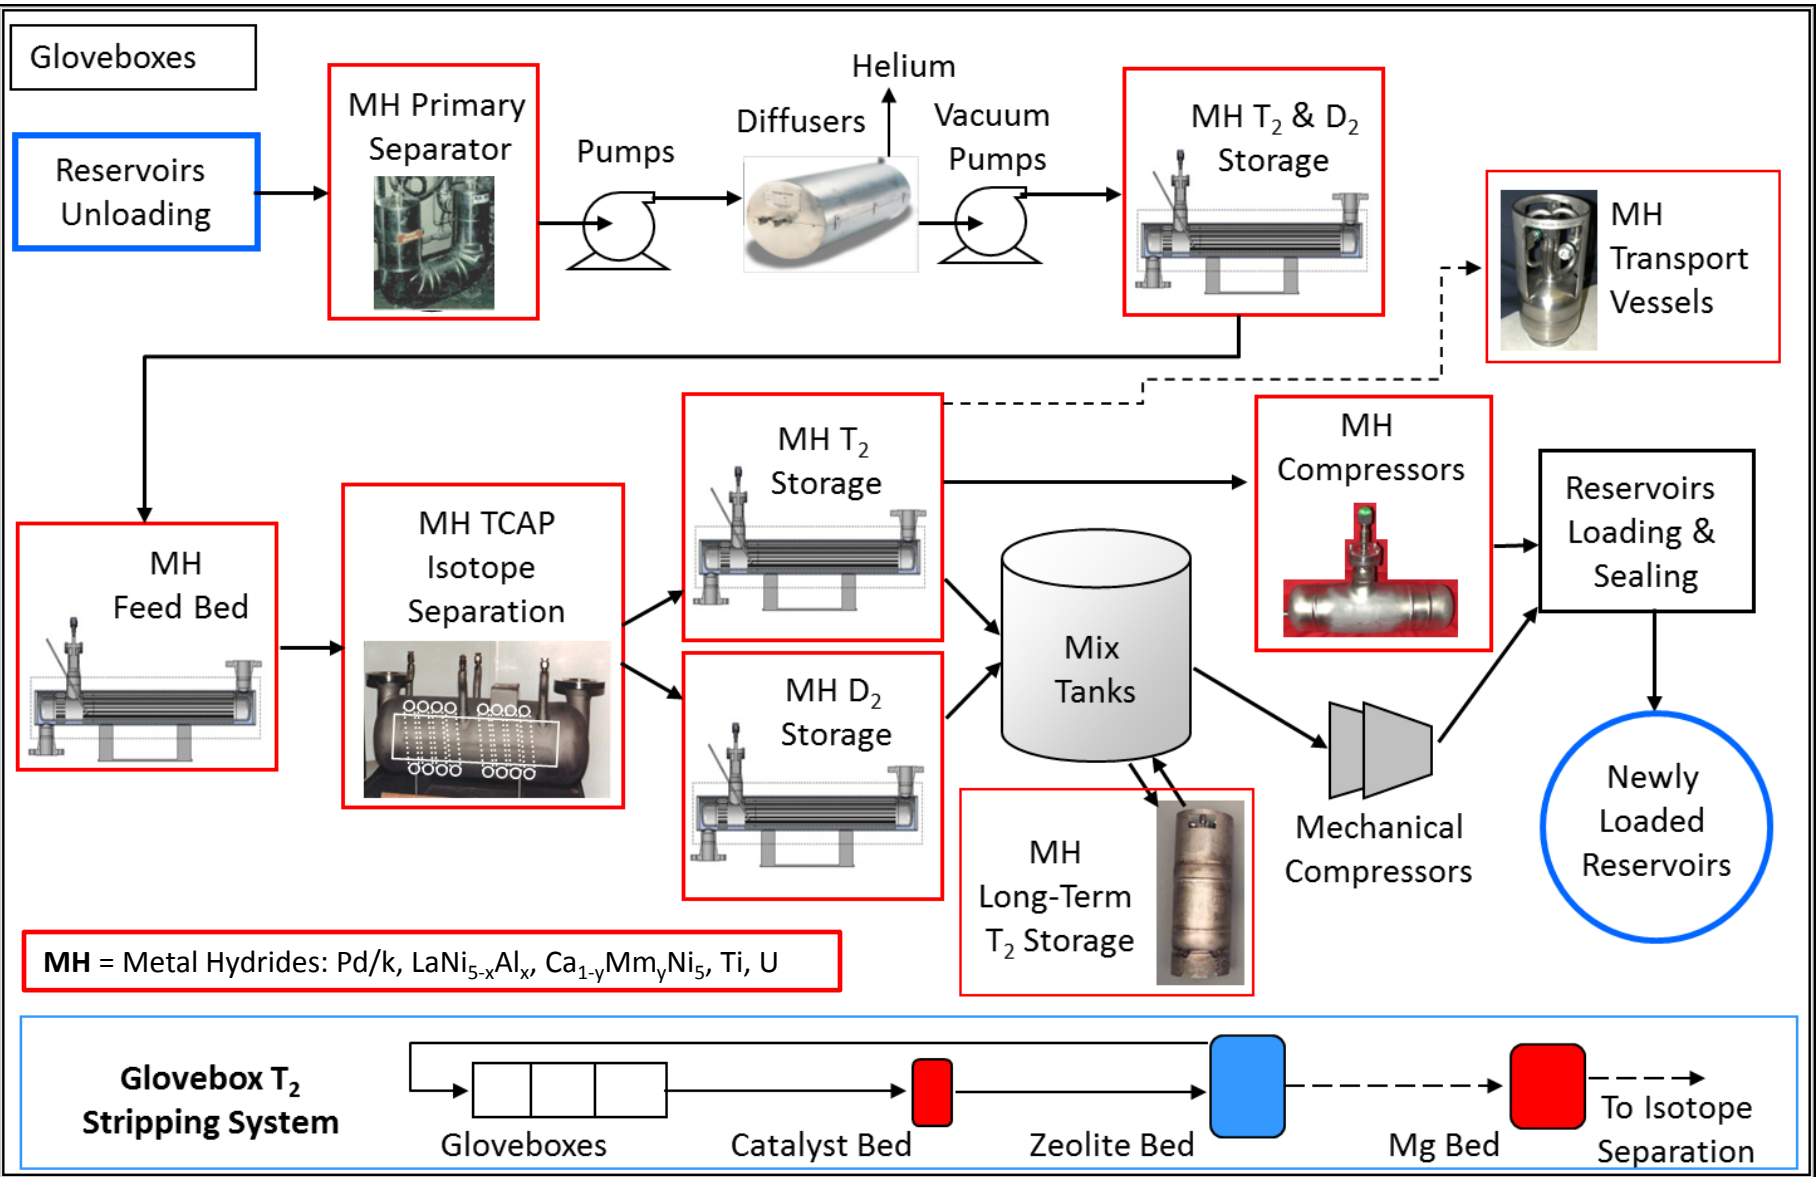 Gloveboxes
Reservoirs
Unloading
MH Primary
Separator
Pumps
Diffusers
Helium
Vacuum
Pumps
MH T₂ & D₂
Storage
MH
Transport
Vessels
MH
Feed Bed
MH TCAP
Isotope
Separation
MH T₂
Storage
MH D₂
Storage
Mix
Tanks
MH
Long-Term
T₂ Storage
MH
Compressors
Mechanical
Compressors
Reservoirs
Loading &
Sealing
Newly
Loaded
Reservoirs
MH = Metal Hydrides: Pd/k, LaNi₅₋ₓAlₓ, Ca₁₋yMmyNi₅, Ti, U
Glovebox T₂
Stripping System
Gloveboxes
Catalyst Bed
Zeolite Bed
Mg Bed
To Isotope
Separation